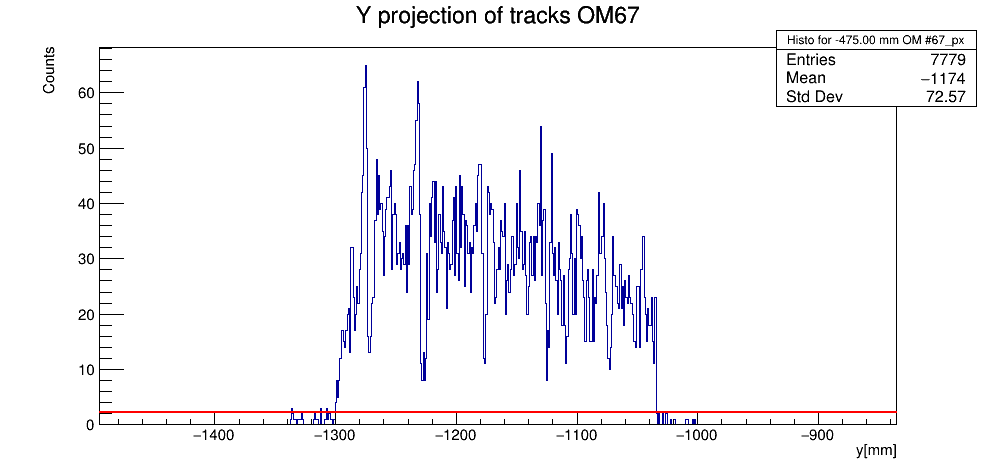 Y projection of tracks OM67
Histo for -475.00 mm OM #67_px
Entries 7779
Mean −1174
Std Dev 72.57
Counts
60
50
40
30
20
10
0
−1400 −1300 −1200 −1100 −1000 −900
y[mm]